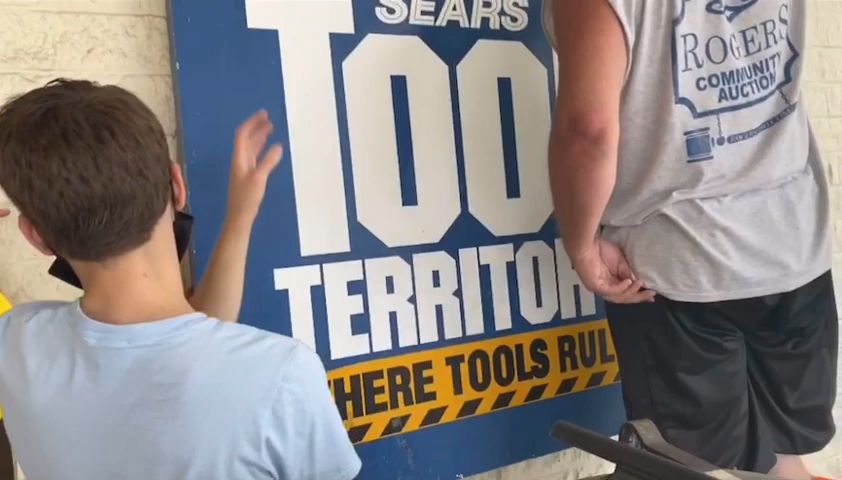 SEARS
TOO
TERRITOR
HERE TOOLS RUL
ROGERS
COMMUNITY
AUCTION